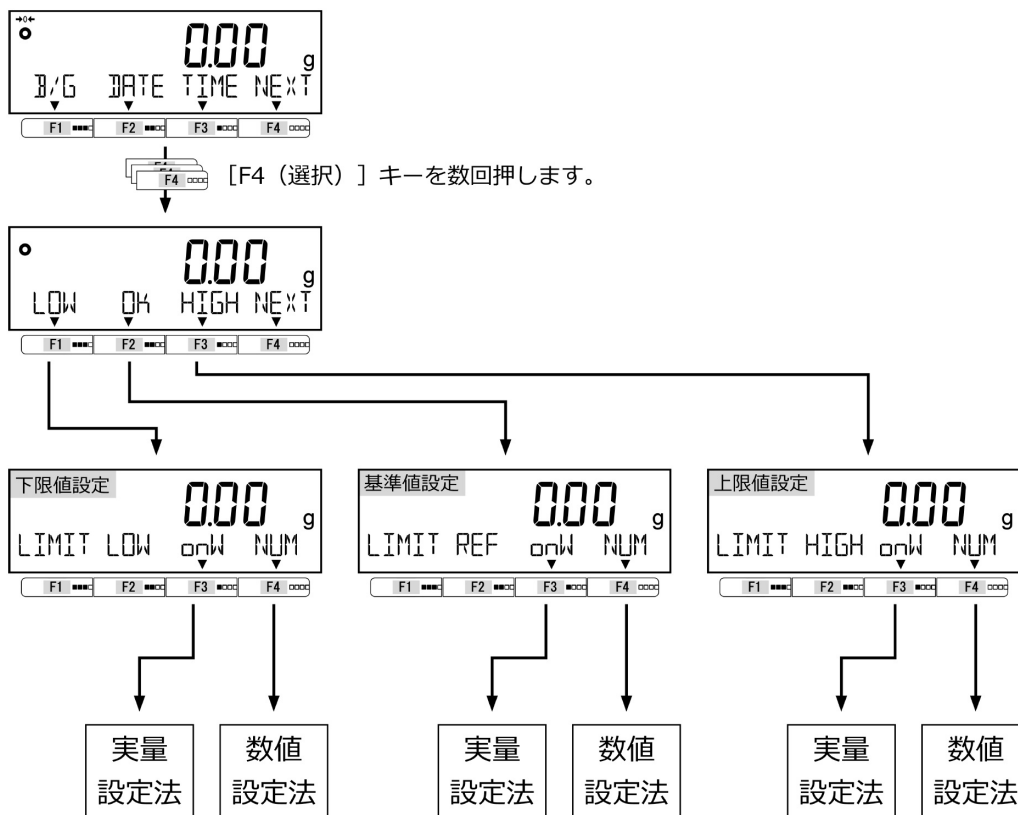 →0←
0.00 g
B/G DATE TIME NEXT
F1 F2 F3 F4
F4 [F4（選択）] キーを数回押します。
0.00 g
LOW OK HIGH NEXT
F1 F2 F3 F4
下限値設定 0.00 g
LIMIT LOW onW NUM
F1 F2 F3 F4
基準値設定 0.00 g
LIMIT REF onW NUM
F1 F2 F3 F4
上限値設定 0.00 g
LIMIT HIGH onW NUM
F1 F2 F3 F4
実量
設定法
数値
設定法
実量
設定法
数値
設定法
実量
設定法
数値
設定法